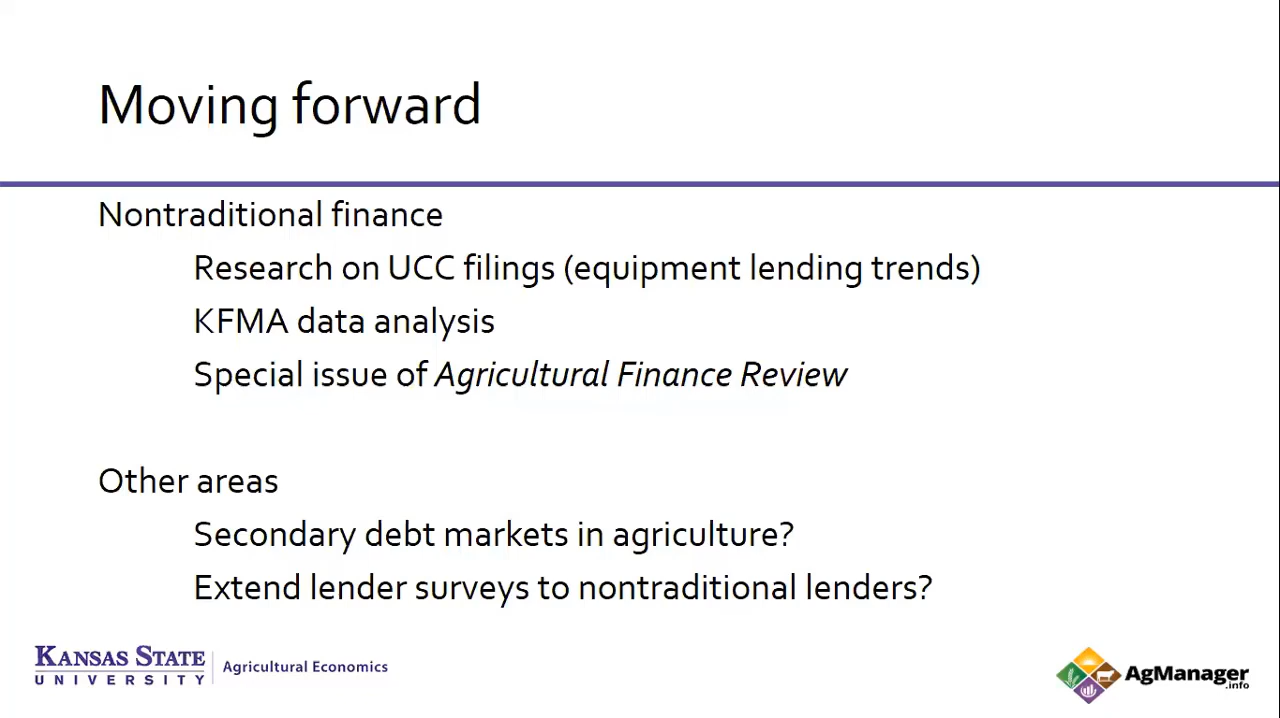 Moving forward
Nontraditional finance
Research on UCC filings (equipment lending trends)
KFMA data analysis
Special issue of Agricultural Finance Review
Other areas
Secondary debt markets in agriculture?
Extend lender surveys to nontraditional lenders?
KANSAS STATE
UNIVERSITY
Agricultural Economics
AgManager
.info